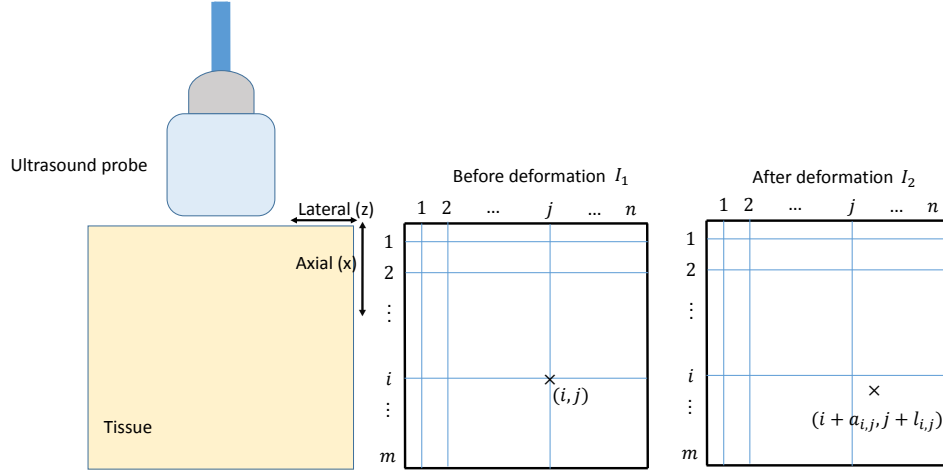 Ultrasound probe
Lateral (z)
Axial (x)
Tissue
Before deformation I₁
1 2 ... j ... n
1
2
⋮
i
⋮
m
(i, j)
After deformation I₂
1 2 ... j ... n
1
2
⋮
i
⋮
m
(i + a_{i,j}, j + l_{i,j})